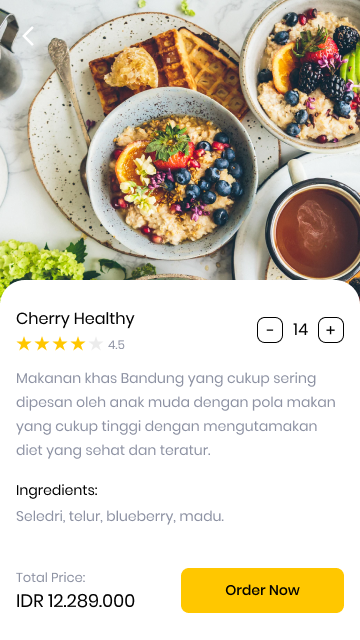 Cherry Healthy
4.5
- 14 +
Makanan khas Bandung yang cukup sering
dipesan oleh anak muda dengan pola makan
yang cukup tinggi dengan mengutamakan
diet yang sehat dan teratur.
Ingredients:
Seledri, telur, blueberry, madu.
Total Price:
IDR 12.289.000
Order Now